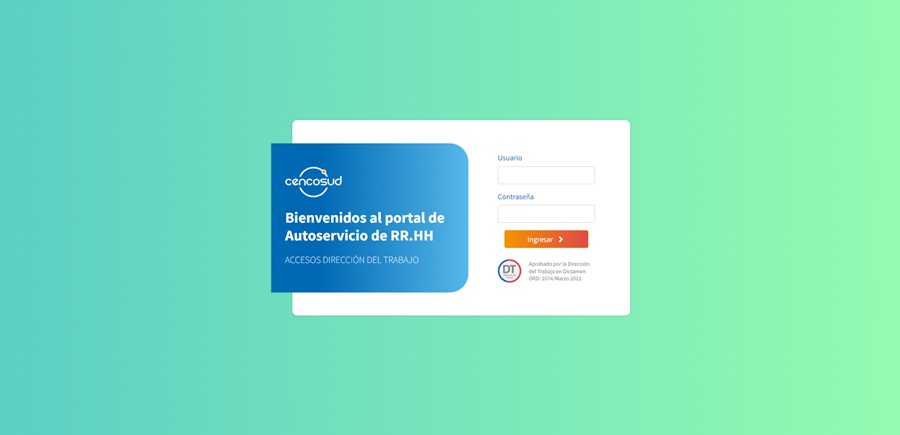 cencosud
Bienvenidos al portal de
Autoservicio de RR.HH
ACCESOS DIRECCIÓN DEL TRABAJO
Usuario
Contraseña
Ingresar
DT
Aprobado por la Dirección
del Trabajo en Dictamen
ORD: 1074/Marzo 2021